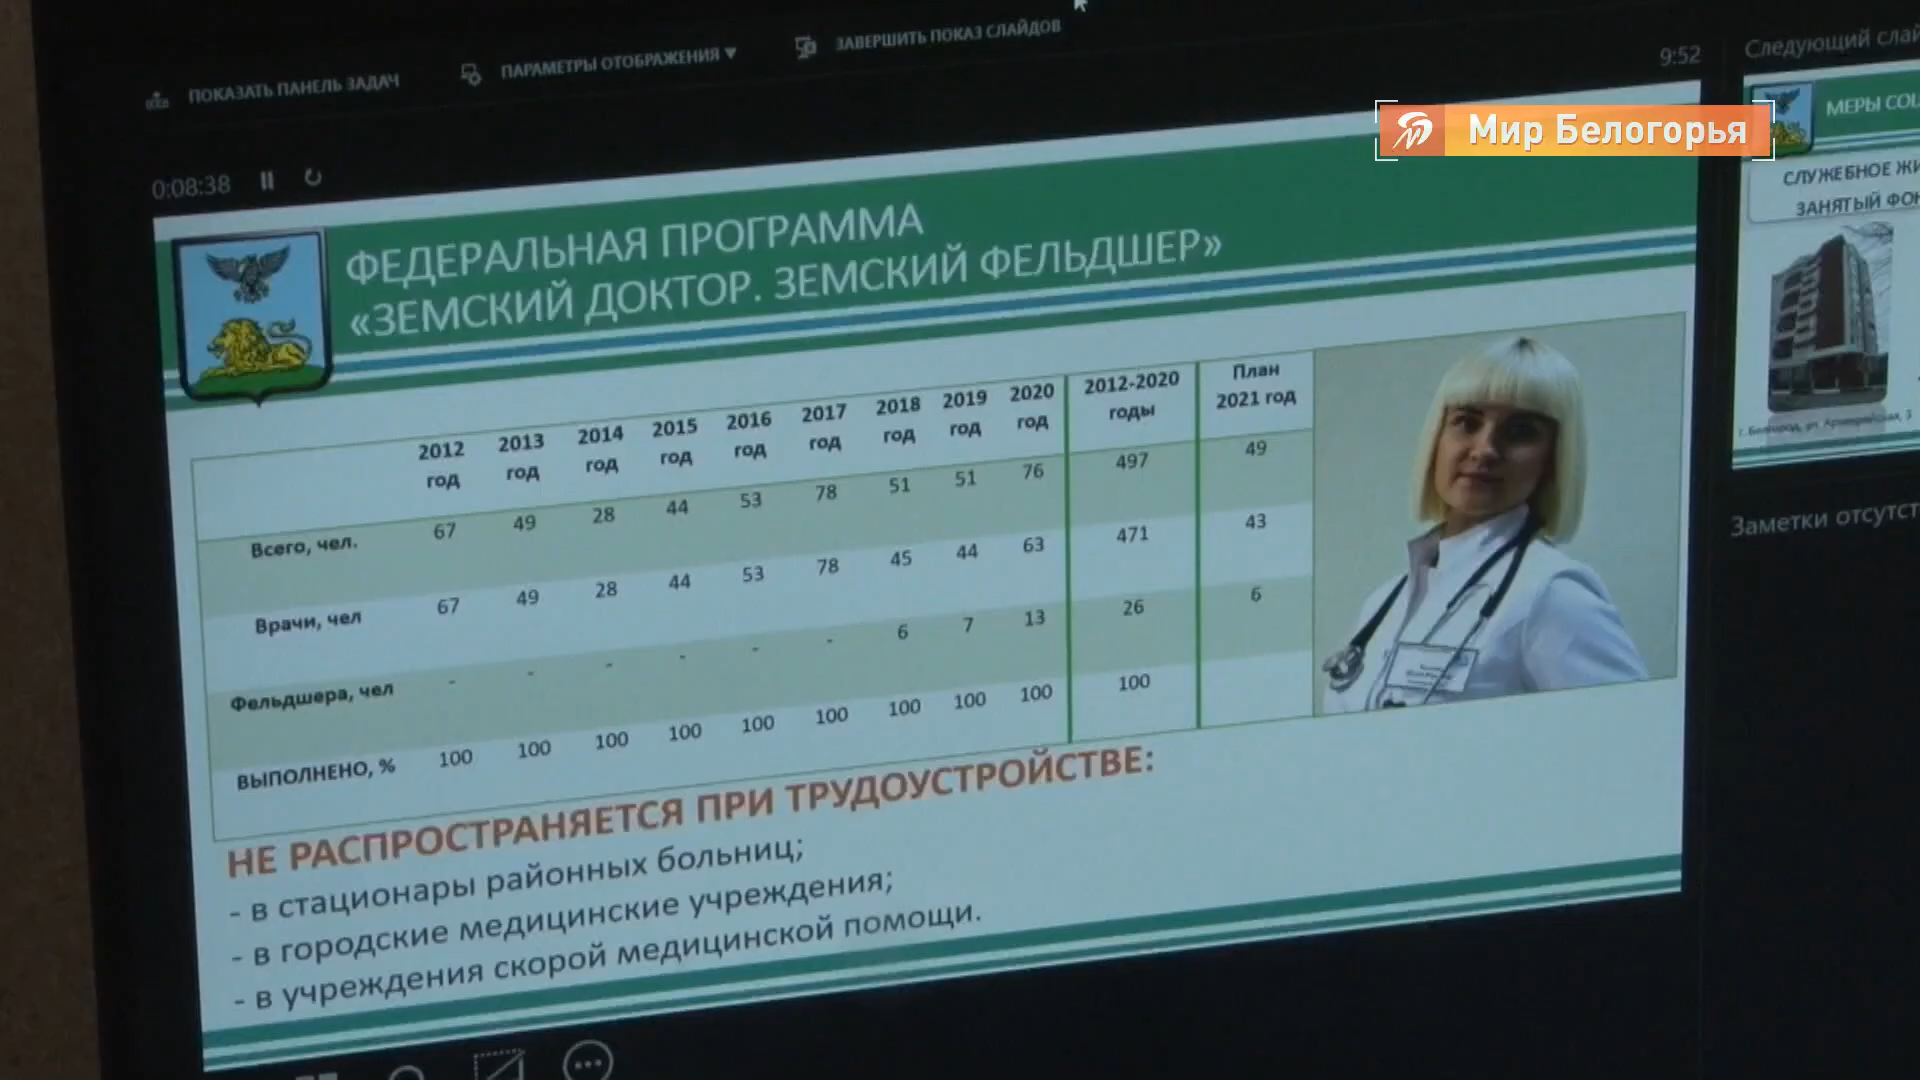 ПОКАЗАТЬ ПАНЕЛЬ ЗАДАЧ
ПАРАМЕТРЫ ОТОБРАЖЕНИЯ
ЗАВЕРШИТЬ ПОКАЗ СЛАЙДОВ
9:52
Следующий слай
Мир Белогорья
0:08:38
ФЕДЕРАЛЬНАЯ ПРОГРАММА
«ЗЕМСКИЙ ДОКТОР. ЗЕМСКИЙ ФЕЛЬДШЕР»
2012 год 2013 год 2014 год 2015 год 2016 год 2017 год 2018 год 2019 год 2020 год 2012-2020 годы План 2021 год
Всего, чел. 67 49 28 44 53 78 51 51 76 497 49
Врачи, чел 67 49 28 44 53 78 45 44 63 471 43
Фельдшера, чел - - - - - - 6 7 13 26 6
ВЫПОЛНЕНО, % 100 100 100 100 100 100 100 100 100 100
НЕ РАСПРОСТРАНЯЕТСЯ ПРИ ТРУДОУСТРОЙСТВЕ:
- в стационары районных больниц;
- в городские медицинские учреждения;
- в учреждения скорой медицинской помощи.
МЕРЫ СОЦ
СЛУЖЕБНОЕ ЖИ
ЗАНЯТЫЙ ФОН
г. Белгород, ул.
Заметки отсутст